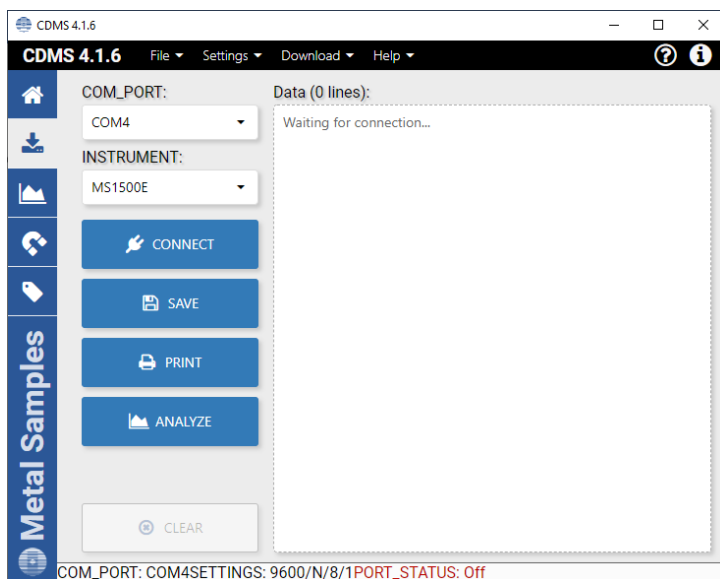 CDMS 4.1.6
CDMS 4.1.6 File Settings Download Help
COM_PORT:
COM4
INSTRUMENT:
MS1500E
CONNECT
SAVE
PRINT
ANALYZE
CLEAR
Data (0 lines):
Waiting for connection...
Metal Samples
COM_PORT: COM4SETTINGS: 9600/N/8/1PORT_STATUS: Off